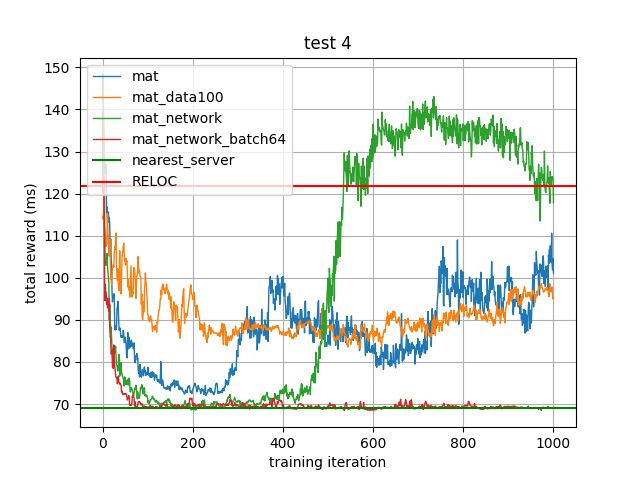 test 4
150
140
130
120
110
100
90
80
70
total reward (ms)
mat
mat_data100
mat_network
mat_network_batch64
nearest_server
RELOC
0
200
400
600
800
1000
training iteration